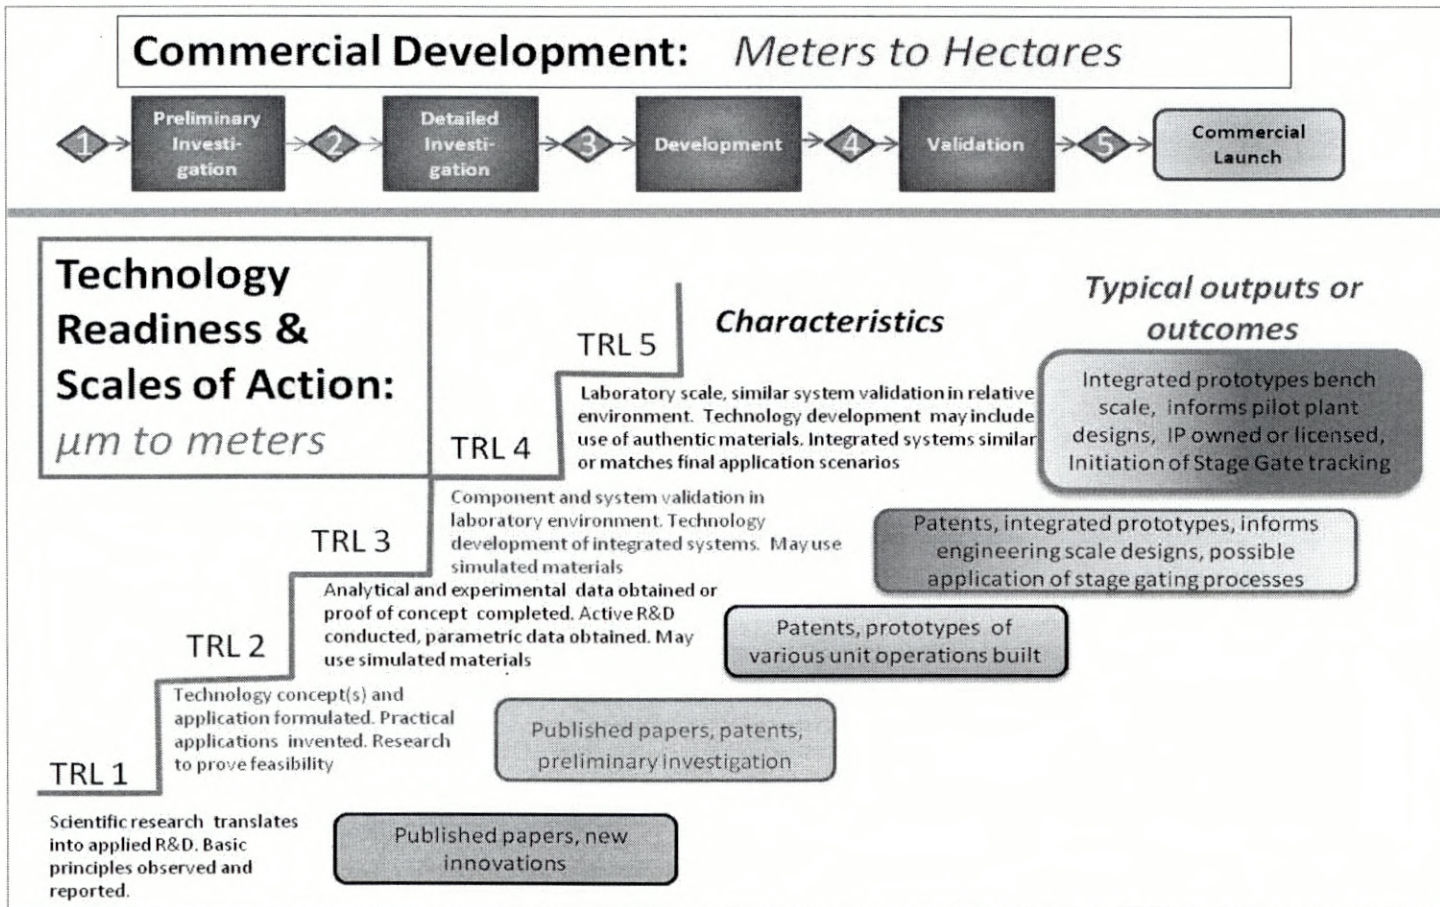 Commercial Development: Meters to Hectares
1
Preliminary
Investi-
gation
2
Detailed
Investi-
gation
3
Development
4
Validation
5
Commercial
Launch
Technology
Readiness &
Scales of Action:
µm to meters
Characteristics
Typical outputs or
outcomes
TRL 5
Laboratory scale, similar system validation in relative
environment. Technology development may include
use of authentic materials. Integrated systems similar
or matches final application scenarios
Integrated prototypes bench
scale, informs pilot plant
designs, IP owned or licensed,
Initiation of Stage Gate tracking
TRL 4
Component and system validation in
laboratory environment. Technology
development of integrated systems. May use
simulated materials
Patents, integrated prototypes, informs
engineering scale designs, possible
application of stage gating processes
TRL 3
Analytical and experimental data obtained or
proof of concept completed. Active R&D
conducted, parametric data obtained. May
use simulated materials
Patents, prototypes of
various unit operations built
TRL 2
Technology concept(s) and
application formulated. Practical
applications invented. Research
to prove feasibility
Published papers, patents,
preliminary investigation
TRL 1
Scientific research translates
into applied R&D. Basic
principles observed and
reported.
Published papers, new
innovations